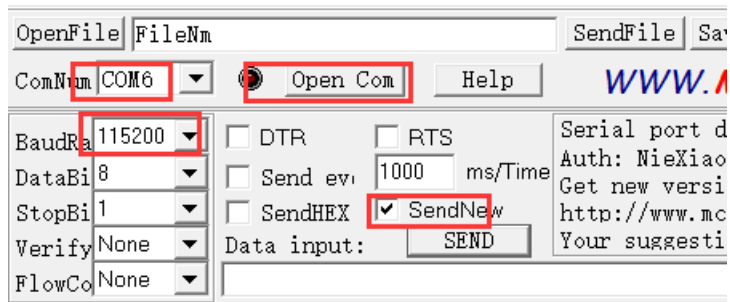 OpenFile FileNm SendFile Sa
ComNum COM6 Open Com Help WWW.
BaudRa 115200 DTR RTS Serial port d
DataBi 8 Send ev 1000 ms/Time Auth: NieXiao
Get new versi
StopBi 1 SendHEX SendNew http://www.mc
Verify None Data input: SEND Your suggesti
FlowCo None